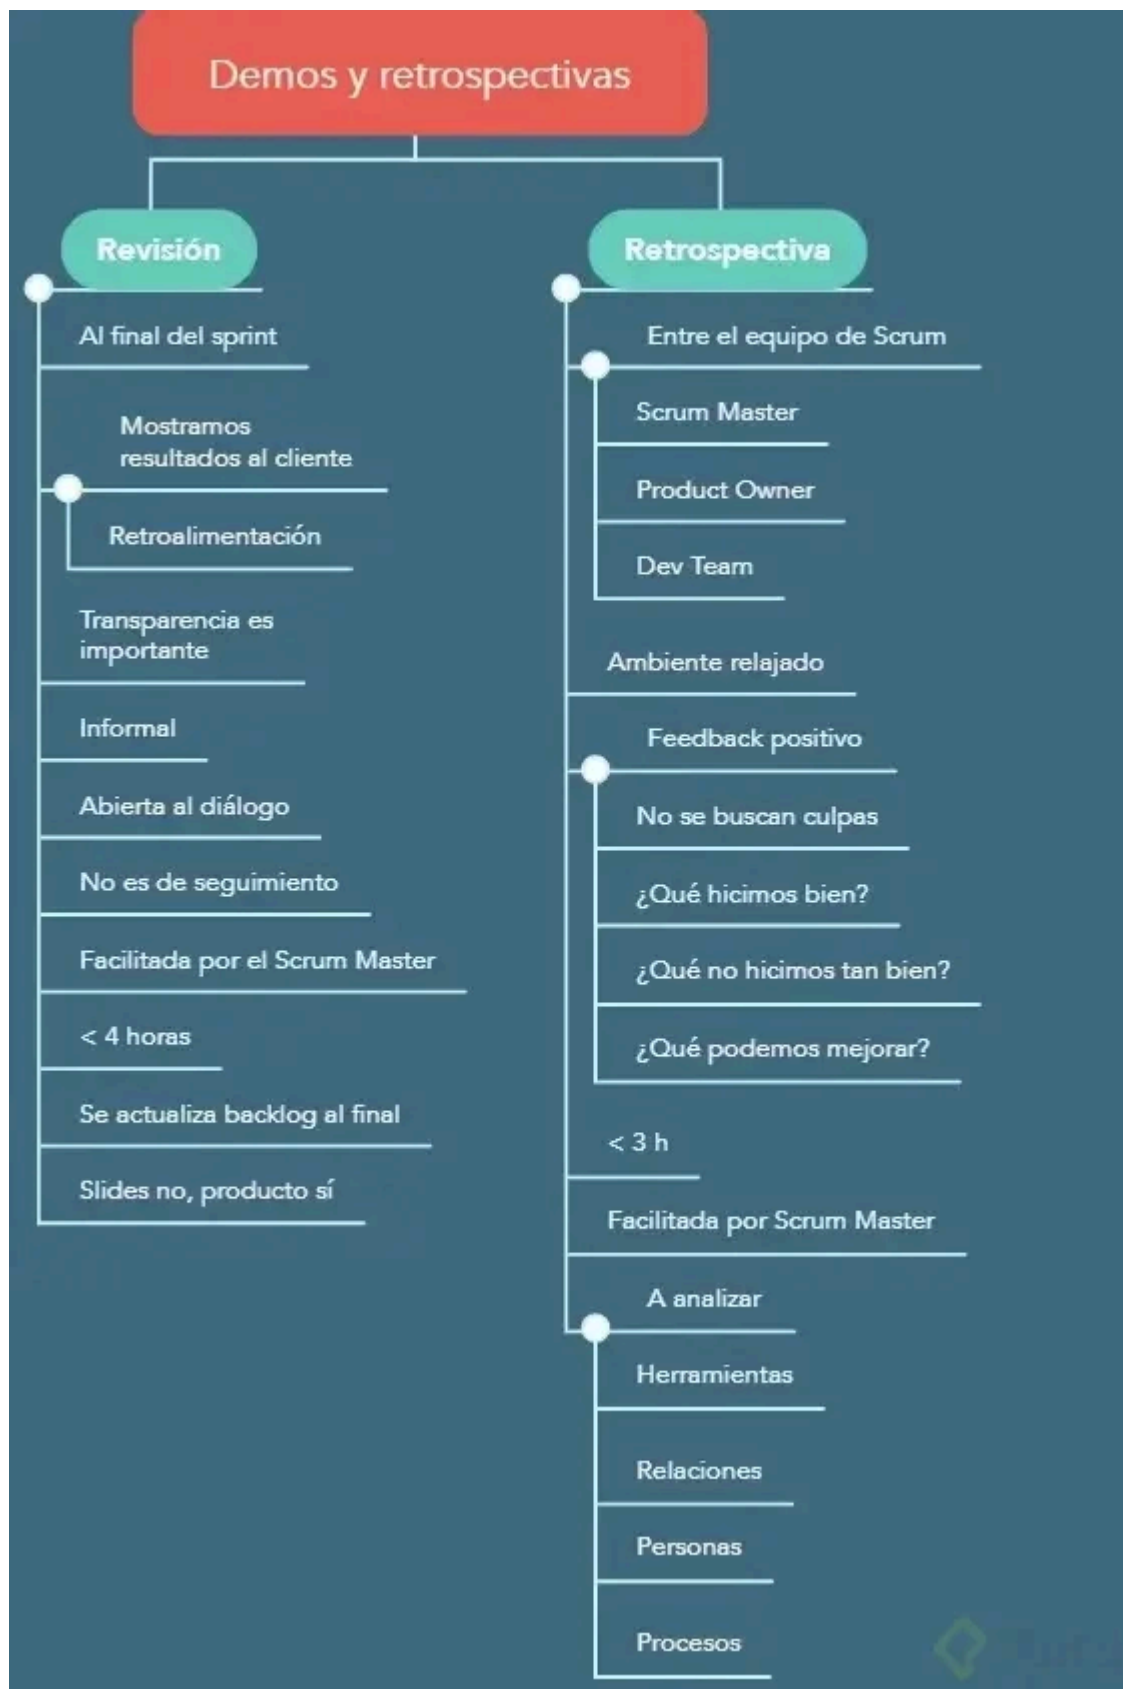 Demos y retrospectivas
Revisión
Al final del sprint
Mostramos
resultados al cliente
Retroalimentación
Transparencia es
importante
Informal
Abierta al diálogo
No es de seguimiento
Facilitada por el Scrum Master
< 4 horas
Se actualiza backlog al final
Slides no, producto sí
Retrospectiva
Entre el equipo de Scrum
Scrum Master
Product Owner
Dev Team
Ambiente relajado
Feedback positivo
No se buscan culpas
¿Qué hicimos bien?
¿Qué no hicimos tan bien?
¿Qué podemos mejorar?
< 3 h
Facilitada por Scrum Master
A analizar
Herramientas
Relaciones
Personas
Procesos